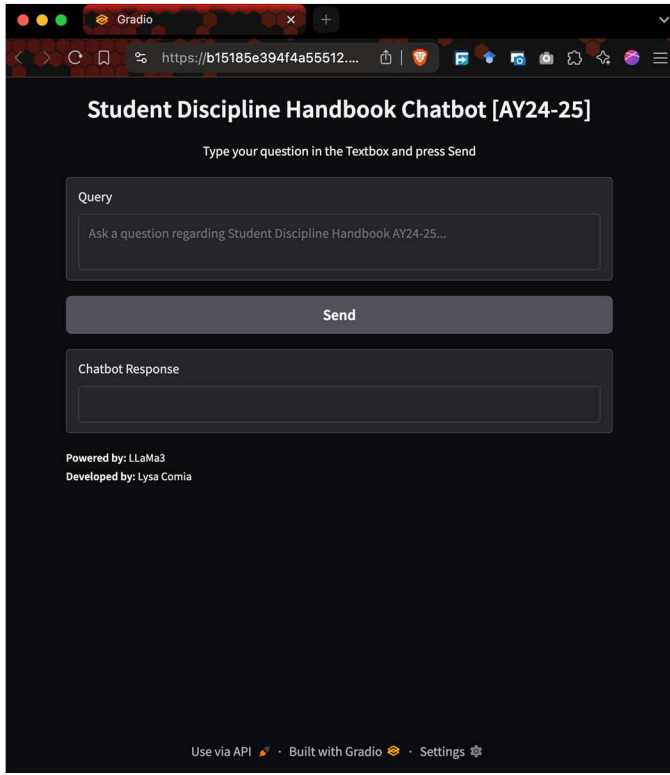 Gradio
https://b15185e394f4a55512....
Student Discipline Handbook Chatbot [AY24-25]
Type your question in the Textbox and press Send
Query
Ask a question regarding Student Discipline Handbook AY24-25...
Send
Chatbot Response
Powered by: LLaMa3
Developed by: Lysa Comia
Use via API · Built with Gradio · Settings